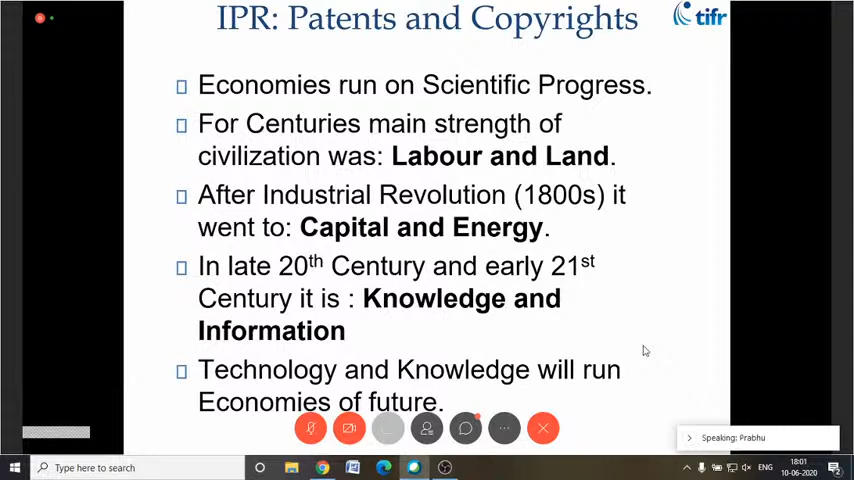 IPR: Patents and Copyrights
tifr
Economies run on Scientific Progress.
For Centuries main strength of
civilization was: Labour and Land.
After Industrial Revolution (1800s) it
went to: Capital and Energy.
In late 20th Century and early 21st
Century it is : Knowledge and
Information
Technology and Knowledge will run
Economies of future.
Speaking: Prabhu
Type here to search
ENG
18:01
10-06-2020
2